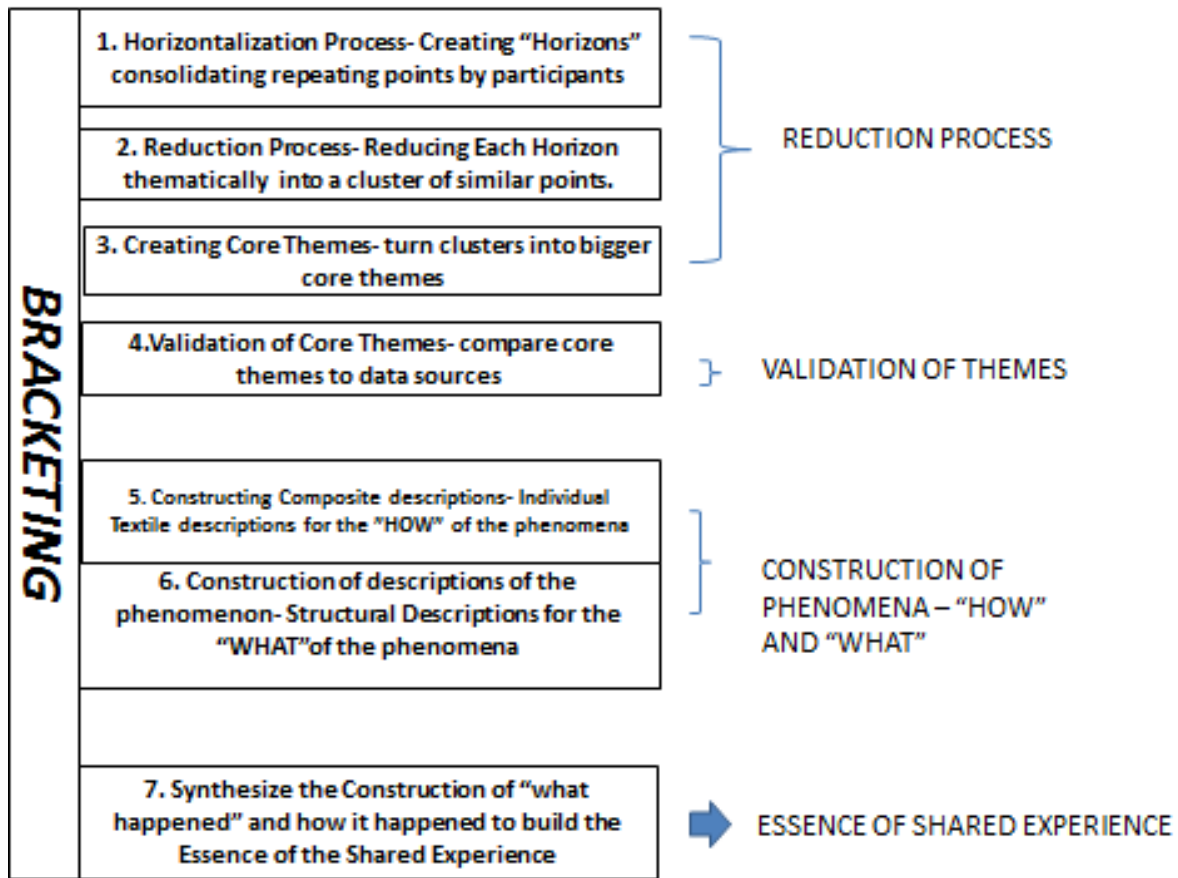 BRACKETING
1. Horizontalization Process- Creating “Horizons”
consolidating repeating points by participants
2. Reduction Process- Reducing Each Horizon
thematically into a cluster of similar points.
3. Creating Core Themes- turn clusters into bigger
core themes
REDUCTION PROCESS
4.Validation of Core Themes- compare core
themes to data sources
VALIDATION OF THEMES
5. Constructing Composite descriptions- Individual
Textile descriptions for the ”HOW” of the phenomena
6. Construction of descriptions of the
phenomenon- Structural Descriptions for the
“WHAT”of the phenomena
CONSTRUCTION OF
PHENOMENA – “HOW”
AND “WHAT”
7. Synthesize the Construction of “what
happened” and how it happened to build the
Essence of the Shared Experience
ESSENCE OF SHARED EXPERIENCE